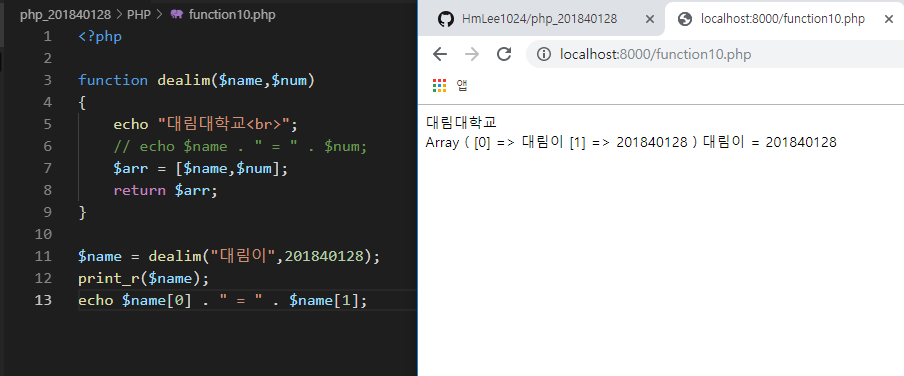 php_201840128 > PHP > function10.php
1 <?php
2
3 function dealim($name,$num)
4 {
5 echo "대림대학교<br>";
6 // echo $name . " = " . $num;
7 $arr = [$name,$num];
8 return $arr;
9 }
10
11 $name = dealim("대림이",201840128);
12 print_r($name);
13 echo $name[0] . " = " . $name[1];
HmLee1024/php_201840128
localhost:8000/function10.php
localhost:8000/function10.php
앱
대림대학교
Array ( [0] => 대림이 [1] => 201840128 ) 대림이 = 201840128